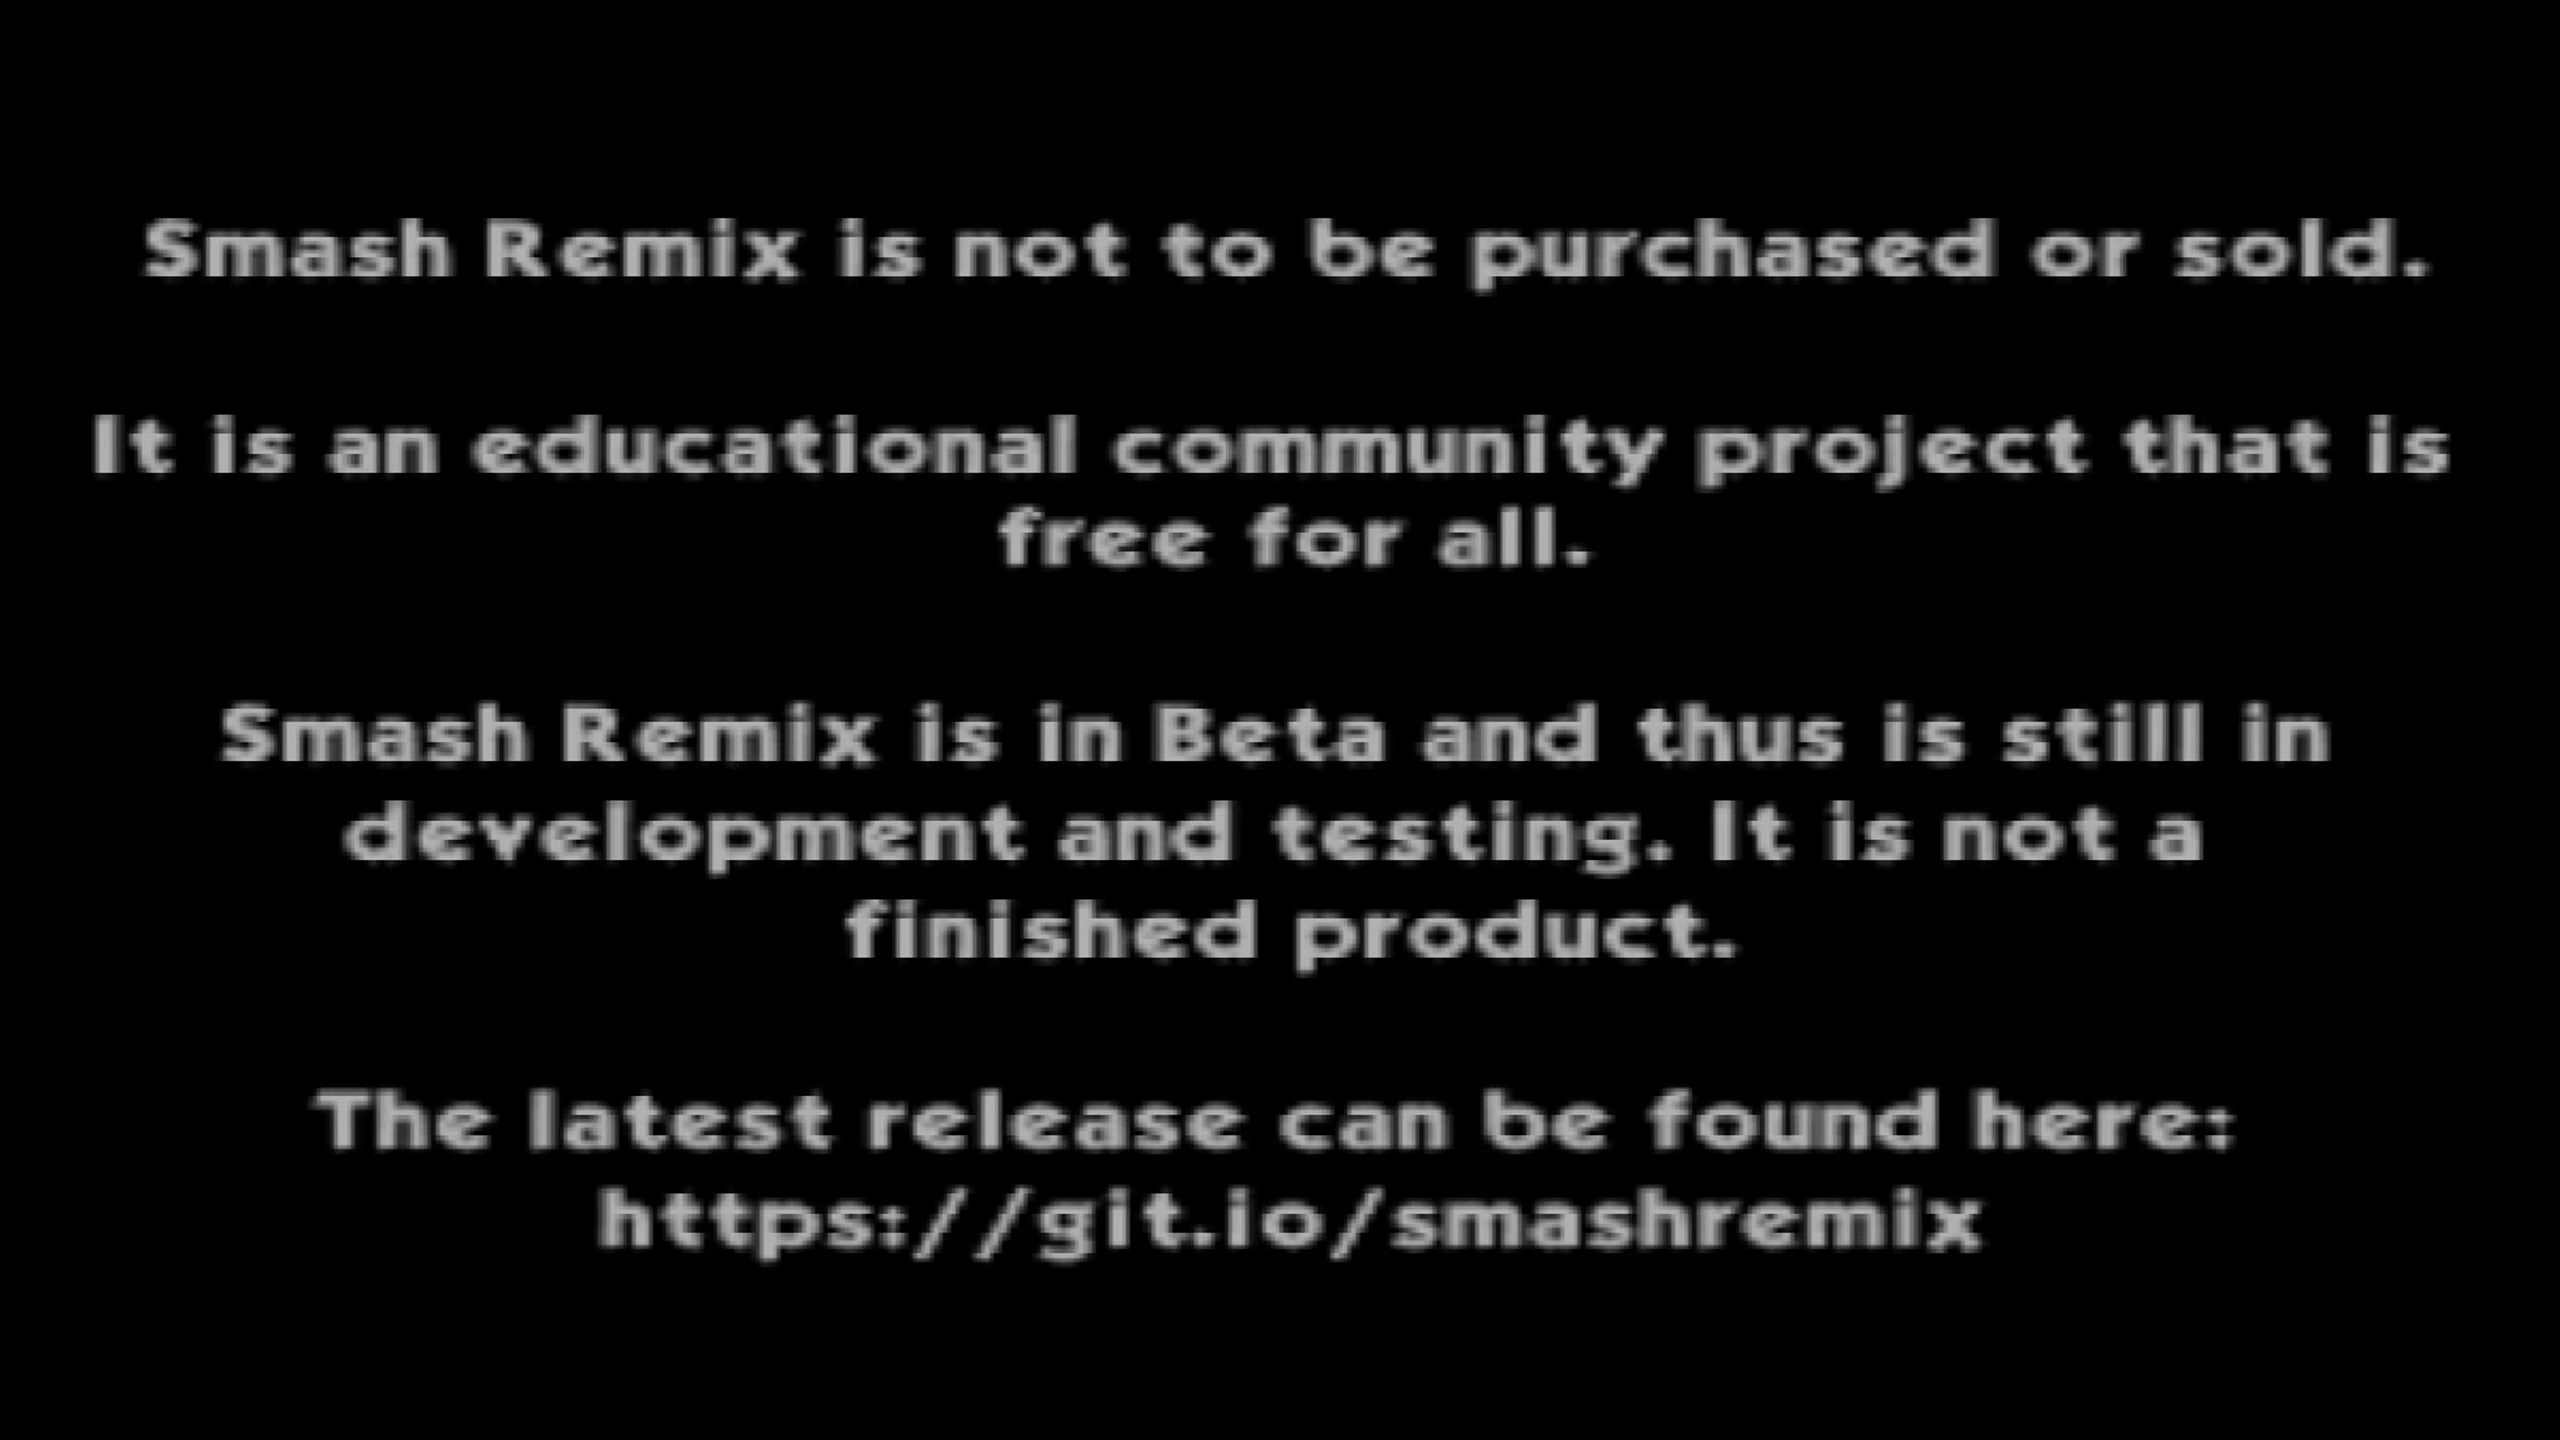 Smash Remix is not to be purchased or sold.
It is an educational community project that is
free for all.
Smash Remix is in Beta and thus is still in
development and testing. It is not a
finished product.
The latest release can be found here:
https://git.io/smashremix